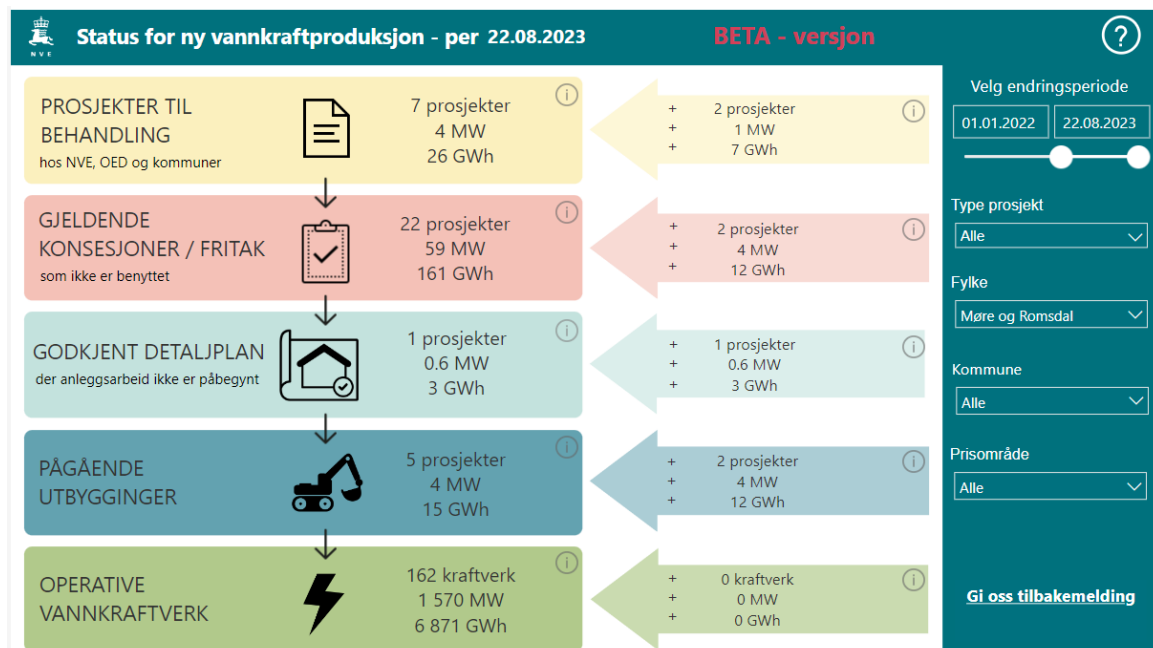 NVE
Status for ny vannkraftproduksjon - per 22.08.2023
BETA - versjon
?
PROSJEKTER TIL
BEHANDLING
hos NVE, OED og kommuner
7 prosjekter
4 MW
26 GWh
i
+ 2 prosjekter
+ 1 MW
+ 7 GWh
i
GJELDENDE
KONSESJONER / FRITAK
som ikke er benyttet
22 prosjekter
59 MW
161 GWh
i
+ 2 prosjekter
+ 4 MW
+ 12 GWh
i
GODKJENT DETALJPLAN
der anleggsarbeid ikke er påbegynt
1 prosjekter
0.6 MW
3 GWh
i
+ 1 prosjekter
+ 0.6 MW
+ 3 GWh
i
PÅGÅENDE
UTBYGGINGER
5 prosjekter
4 MW
15 GWh
i
+ 2 prosjekter
+ 4 MW
+ 12 GWh
i
OPERATIVE
VANNKRAFTVERK
162 kraftverk
1 570 MW
6 871 GWh
i
+ 0 kraftverk
+ 0 MW
+ 0 GWh
i
Velg endringsperiode
01.01.2022 22.08.2023
Type prosjekt
Alle
Fylke
Møre og Romsdal
Kommune
Alle
Prisområde
Alle
Gi oss tilbakemelding